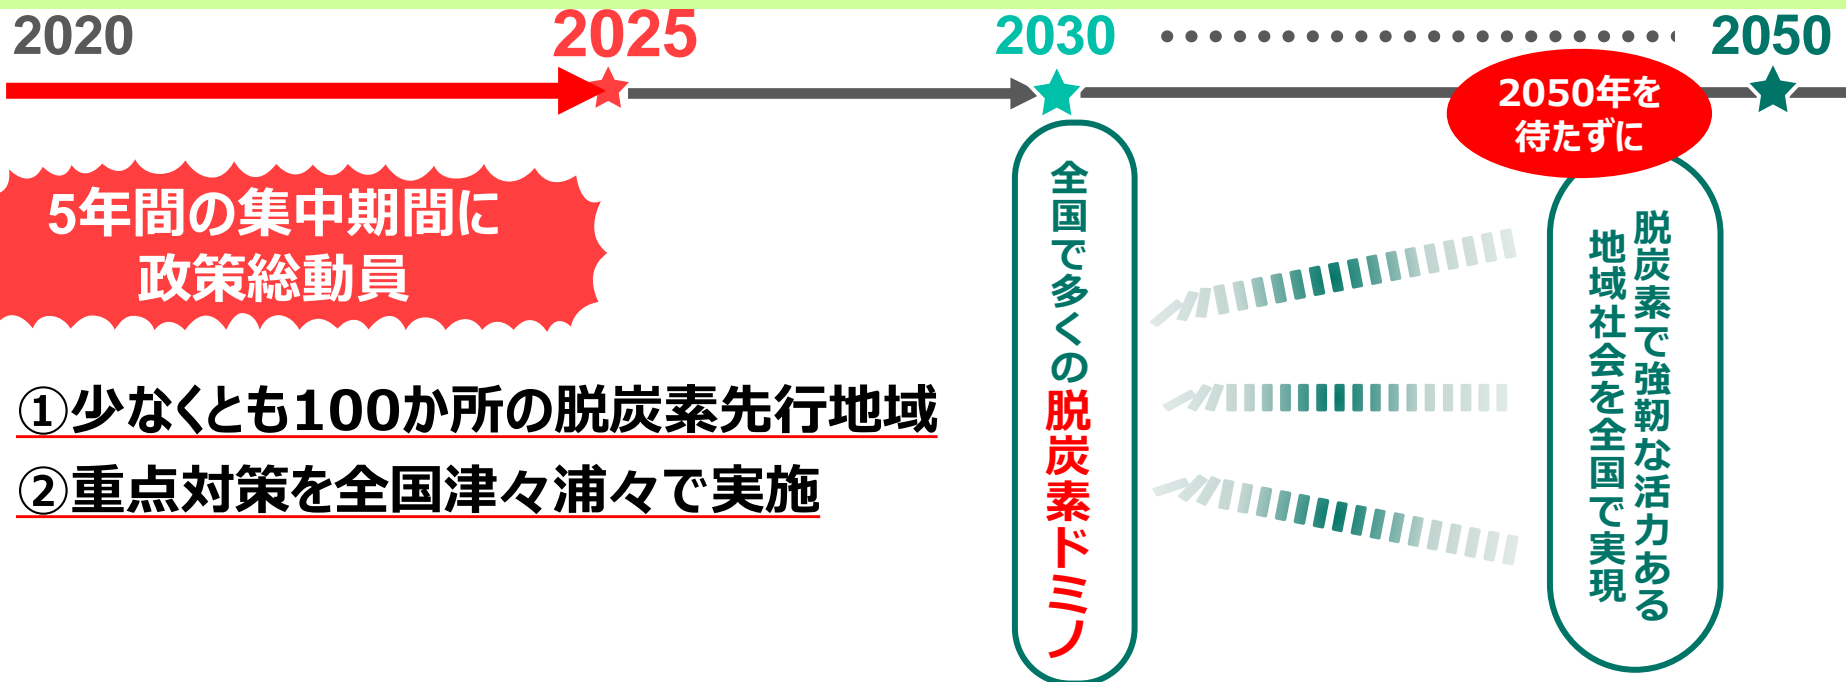 2020
2025
2030
2050
2050年を
待たずに
5年間の集中期間に
政策総動員
①少なくとも100か所の脱炭素先行地域
②重点対策を全国津々浦々で実施
全国で多くの脱炭素ドミノ
脱炭素で強靭な活力ある
地域社会を全国で実現